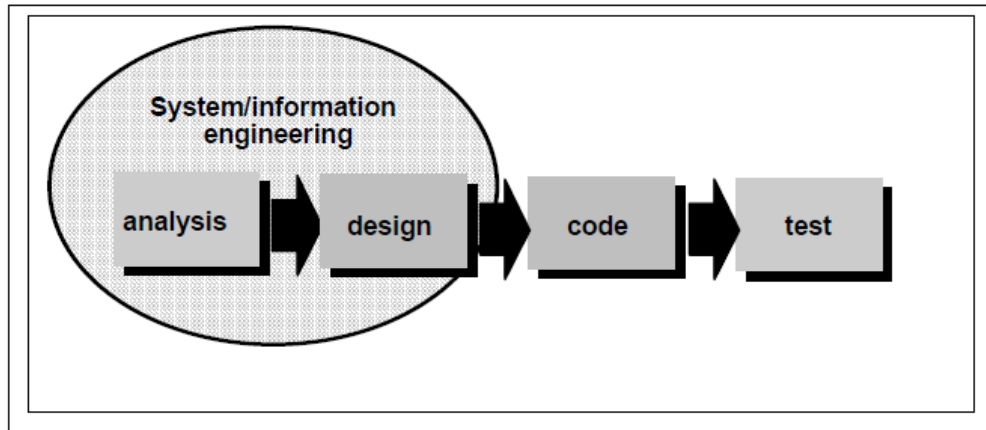 System/information
engineering
analysis
design
code
test